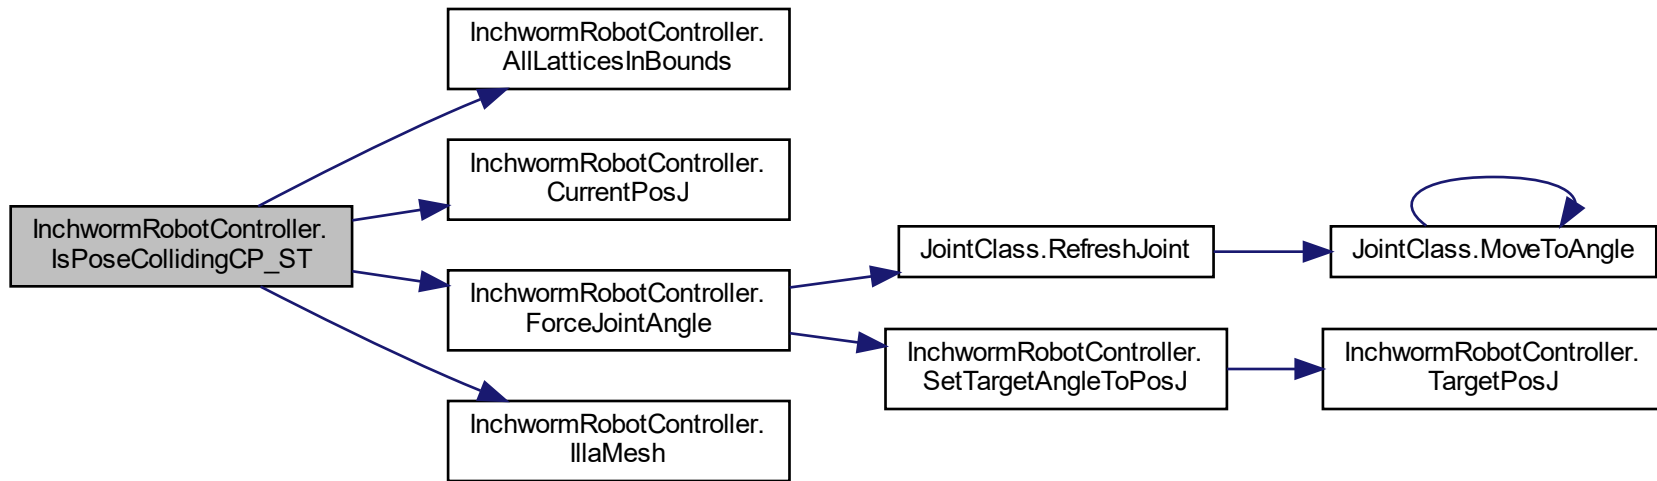 InchwormRobotController.
AllLatticesInBounds
InchwormRobotController.
CurrentPosJ
InchwormRobotController.
IsPoseCollidingCP_ST
InchwormRobotController.
ForceJointAngle
InchwormRobotController.
IllaMesh
JointClass.RefreshJoint
InchwormRobotController.
SetTargetAngleToPosJ
JointClass.MoveToAngle
InchwormRobotController.
TargetPosJ